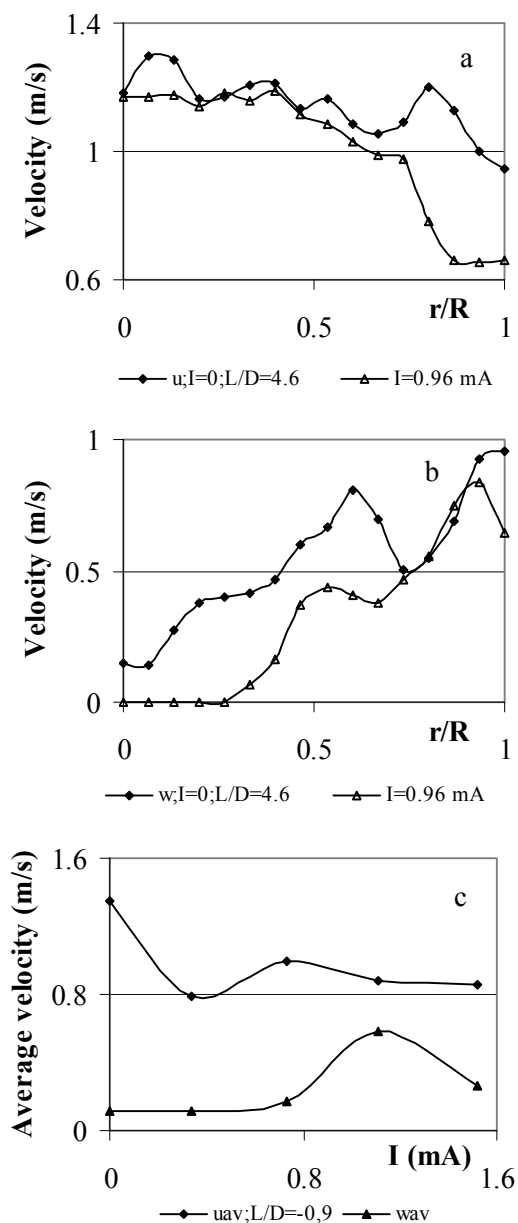 1.4
a
Velocity (m/s)
1
0.6
0 0.5 1
r/R
u;I=0;L/D=4.6 I=0.96 mA
1
b
Velocity (m/s)
0.5
0
0 0.5 1
r/R
w;I=0;L/D=4.6 I=0.96 mA
1.6
c
Average velocity (m/s)
0.8
0
0 0.8 1.6
I (mA)
uav;L/D=-0,9 wav